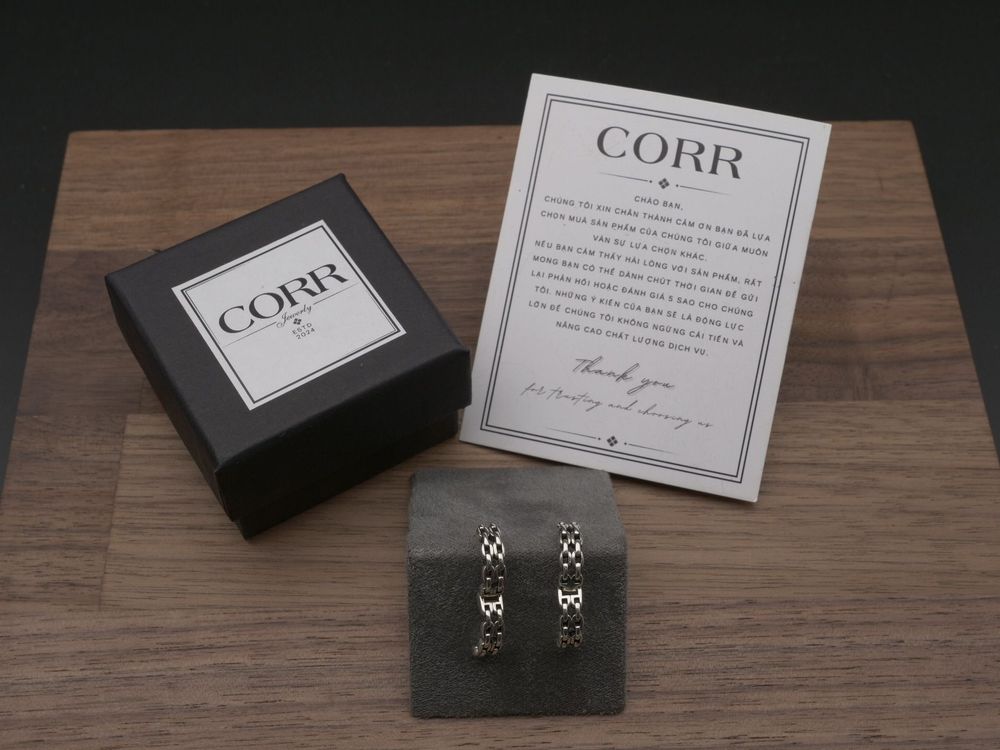 CORR
Jewelry
ESTD
2024
CORR
CHÀO BẠN,
CHÚNG TÔI XIN CHÂN THÀNH CẢM ƠN BẠN ĐÃ LỰA
CHỌN MUA SẢN PHẨM CỦA CHÚNG TÔI GIỮA MUÔN
VÀN SỰ LỰA CHỌN KHÁC.
NẾU BẠN CẢM THẤY HÀI LÒNG VỚI SẢN PHẨM, RẤT
MONG BẠN CÓ THỂ DÀNH CHÚT THỜI GIAN ĐỂ GỬI
LẠI PHẢN HỒI HOẶC ĐÁNH GIÁ 5 SAO CHO CHÚNG
TÔI. NHỮNG Ý KIẾN CỦA BẠN SẼ LÀ ĐỘNG LỰC
LỚN ĐỂ CHÚNG TÔI KHÔNG NGỪNG CẢI TIẾN VÀ
NÂNG CAO CHẤT LƯỢNG DỊCH VỤ.
Thank you
for trusting and choosing us